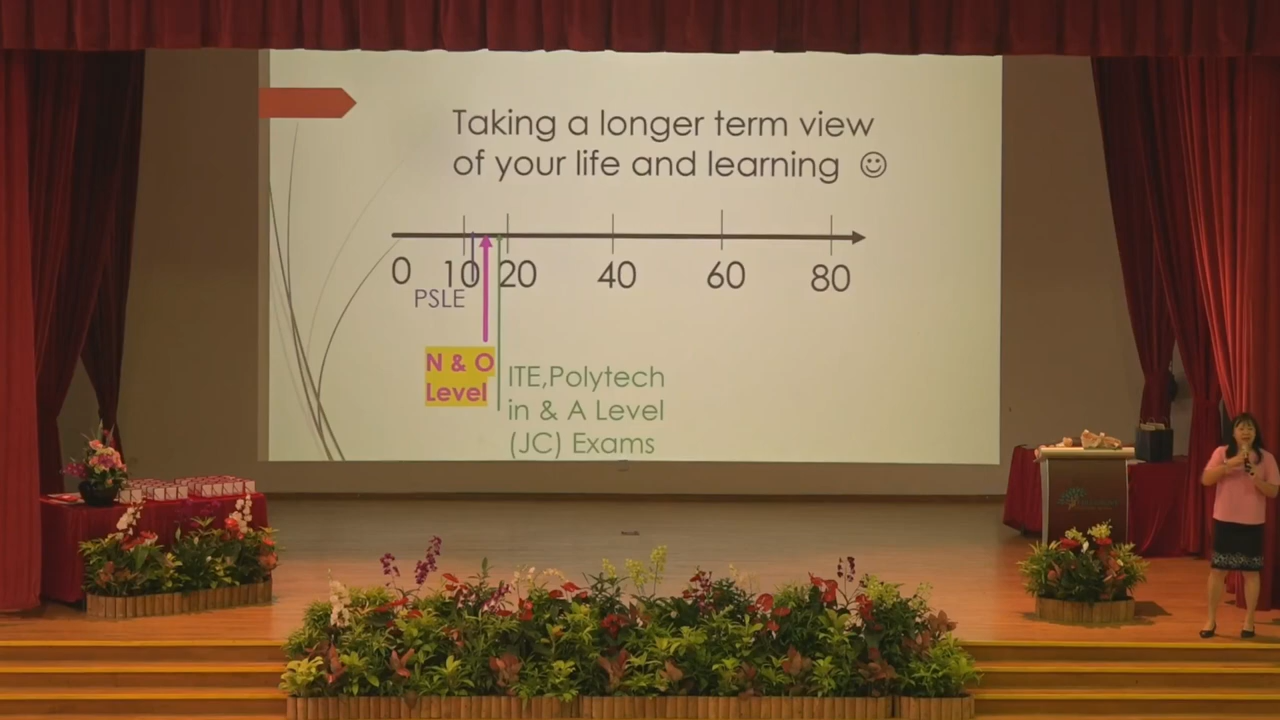 Taking a longer term view
of your life and learning ☺
0 10 20 40 60 80
PSLE
N & O
Level
ITE,Polytech
in & A Level
(JC) Exams